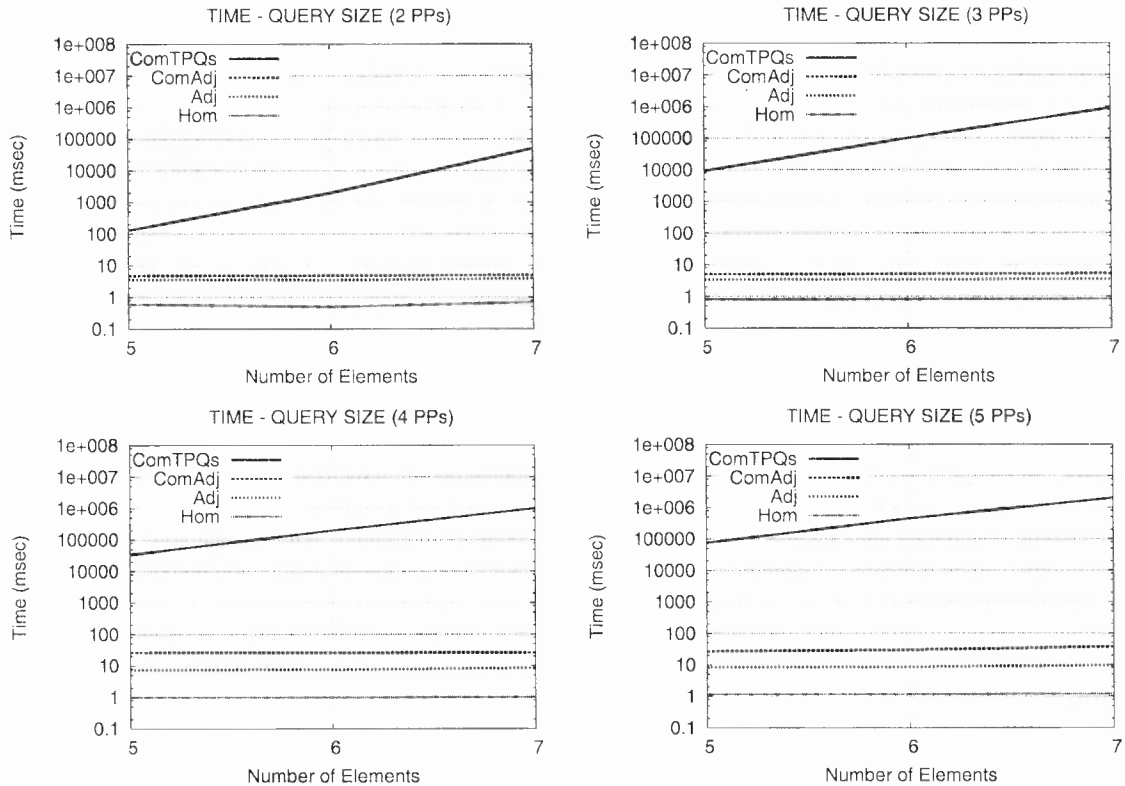 TIME - QUERY SIZE (2 PPs)
1e+008
1e+007
1e+006
100000
10000
1000
100
10
1
0.1
Time (msec)
ComTPQs
ComAdj
Adj
Hom
5
6
7
Number of Elements
TIME - QUERY SIZE (3 PPs)
1e+008
1e+007
1e+006
100000
10000
1000
100
10
1
0.1
Time (msec)
ComTPQs
ComAdj
Adj
Hom
5
6
7
Number of Elements
TIME - QUERY SIZE (4 PPs)
1e+008
1e+007
1e+006
100000
10000
1000
100
10
1
0.1
Time (msec)
ComTPQs
ComAdj
Adj
Hom
5
6
7
Number of Elements
TIME - QUERY SIZE (5 PPs)
1e+008
1e+007
1e+006
100000
10000
1000
100
10
1
0.1
Time (msec)
ComTPQs
ComAdj
Adj
Hom
5
6
7
Number of Elements